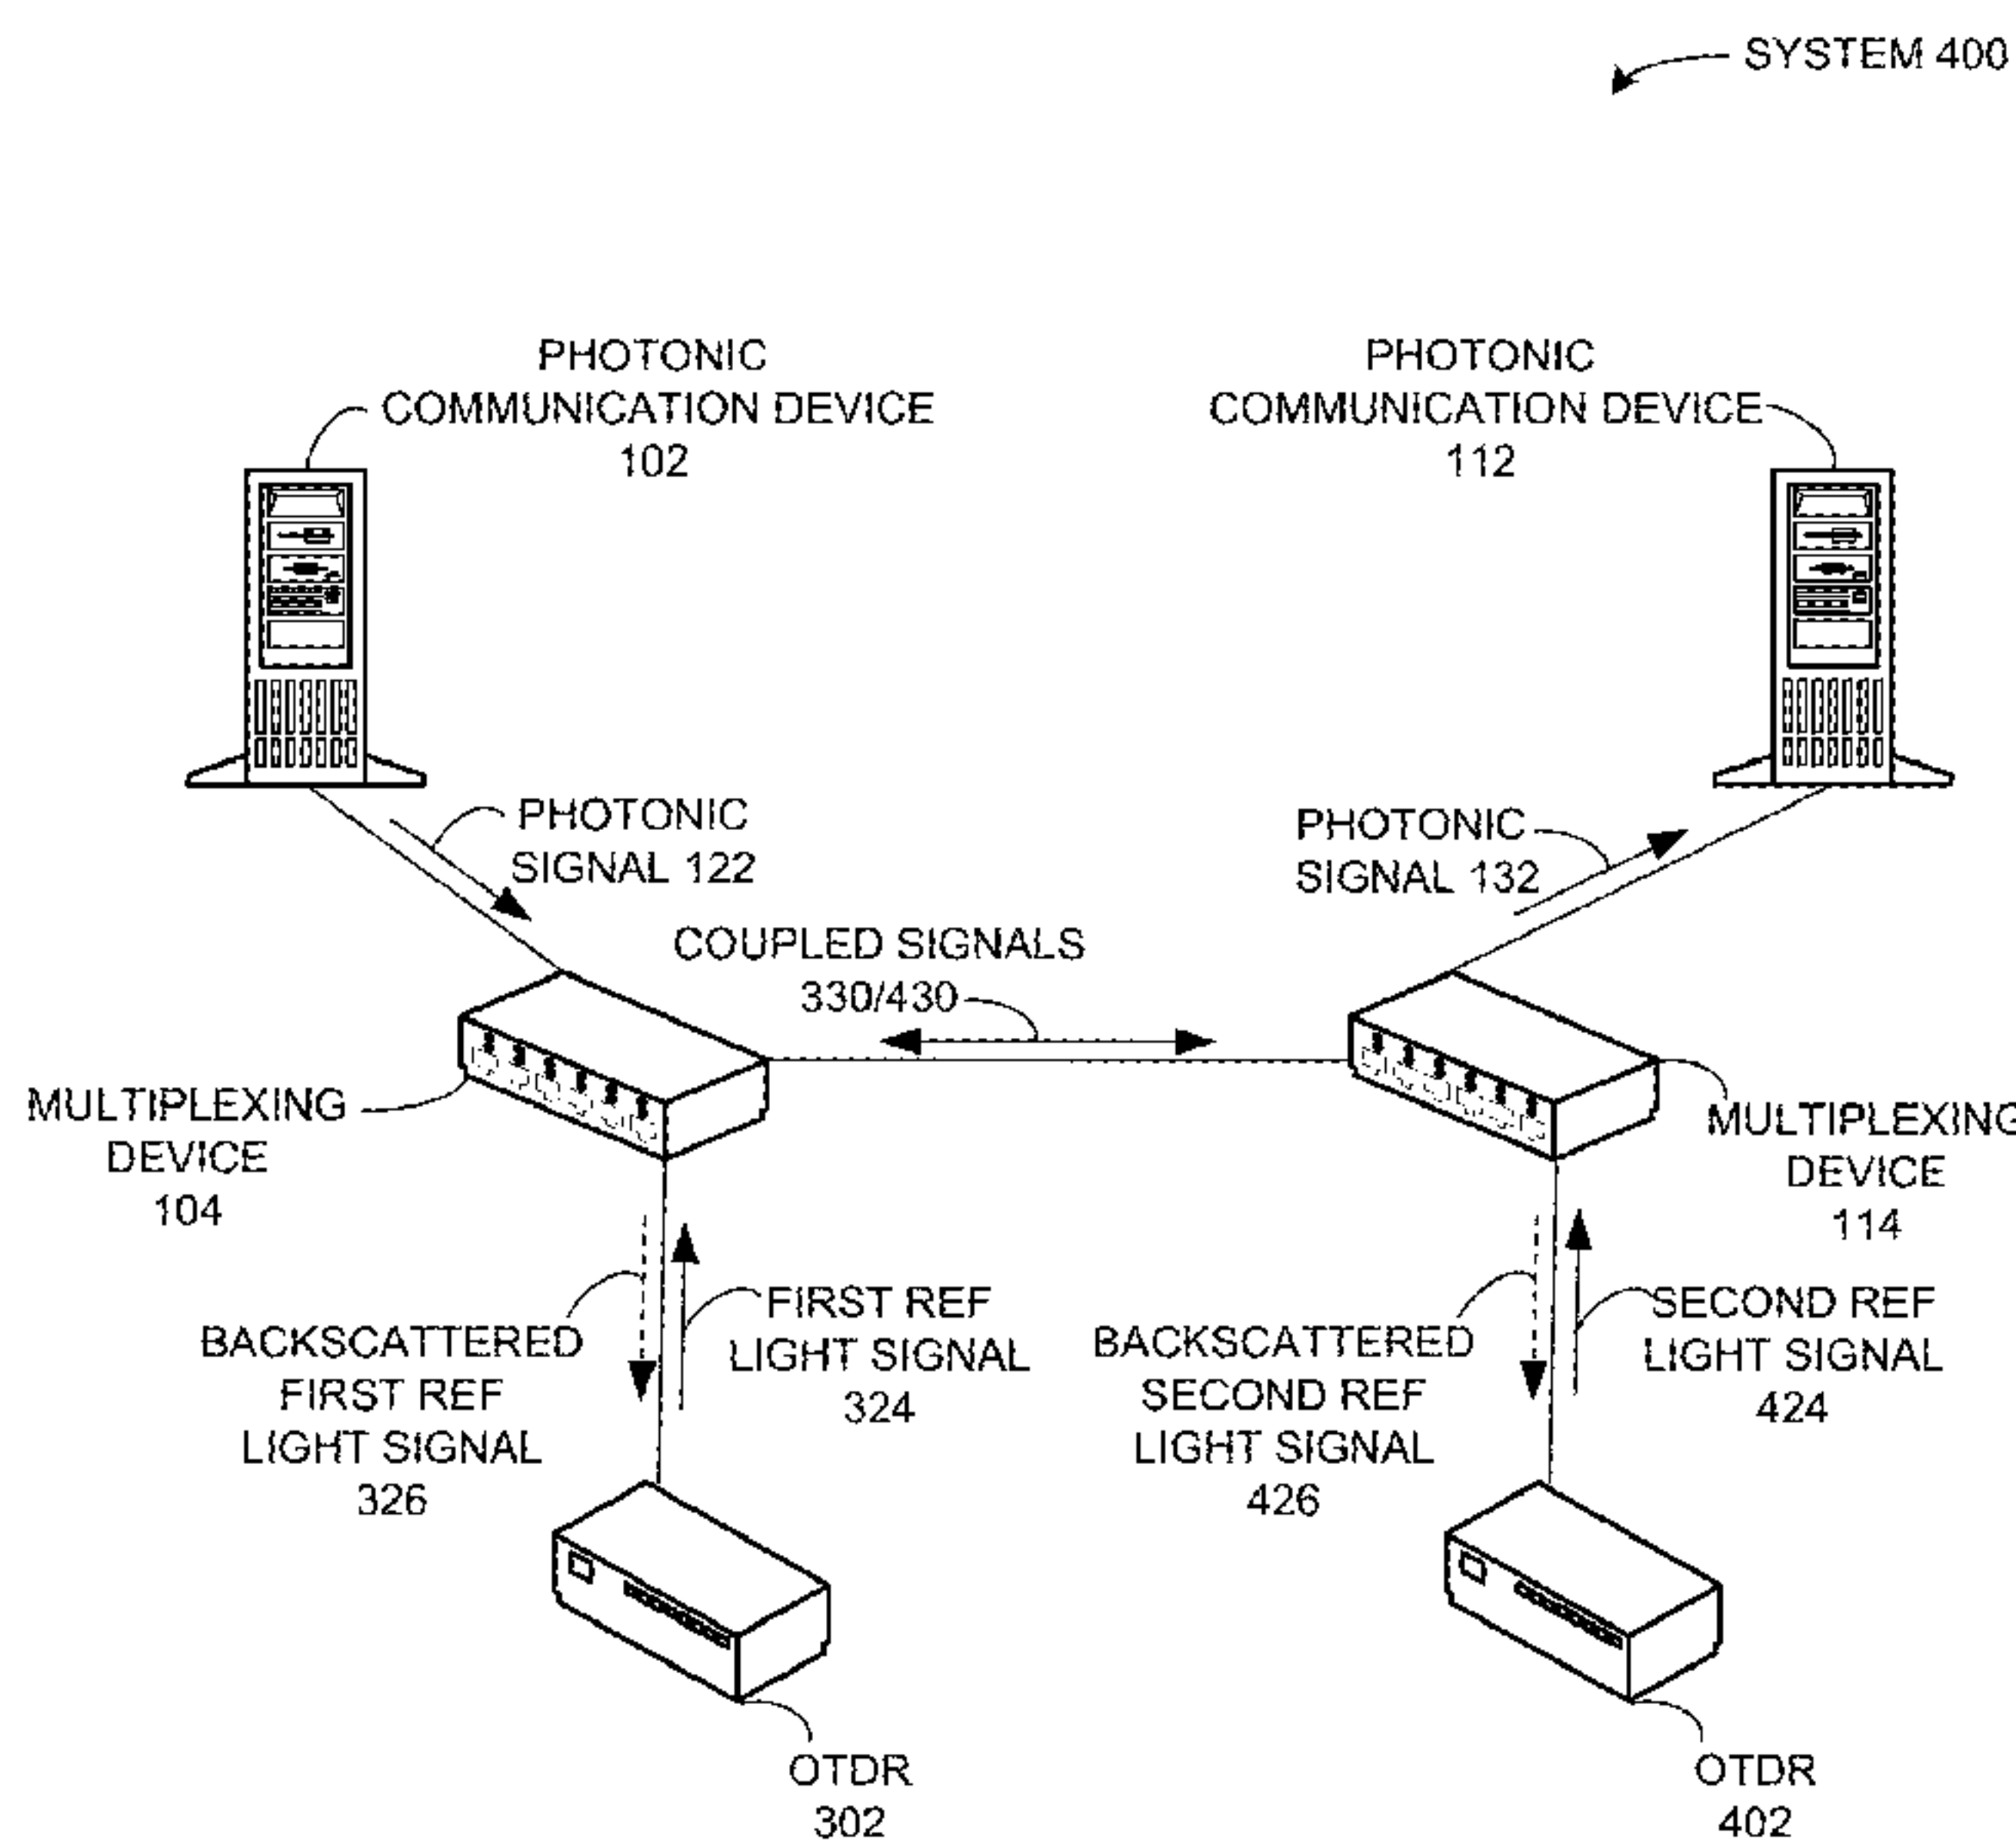 SYSTEM 400
PHOTONIC
COMMUNICATION DEVICE
102
PHOTONIC
COMMUNICATION DEVICE
112
PHOTONIC
SIGNAL 122
PHOTONIC
SIGNAL 132
COUPLED SIGNALS
330/430
MULTIPLEXING
DEVICE
104
MULTIPLEXING
DEVICE
114
BACKSCATTERED
FIRST REF
LIGHT SIGNAL
326
FIRST REF
LIGHT SIGNAL
324
BACKSCATTERED
SECOND REF
LIGHT SIGNAL
426
SECOND REF
LIGHT SIGNAL
424
OTDR
302
OTDR
402